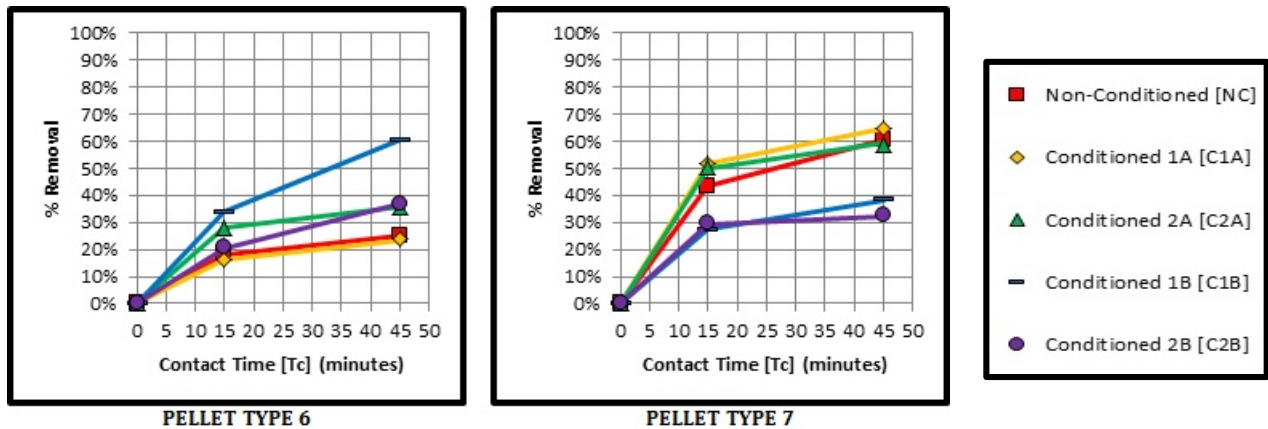 100%
90%
80%
70%
60%
50%
40%
30%
20%
10%
0%
% Removal
0 5 10 15 20 25 30 35 40 45 50
Contact Time [Tc] (minutes)
PELLET TYPE 6
100%
90%
80%
70%
60%
50%
40%
30%
20%
10%
0%
% Removal
0 5 10 15 20 25 30 35 40 45 50
Contact Time [Tc] (minutes)
PELLET TYPE 7
Non-Conditioned [NC]
Conditioned 1A [C1A]
Conditioned 2A [C2A]
Conditioned 1B [C1B]
Conditioned 2B [C2B]